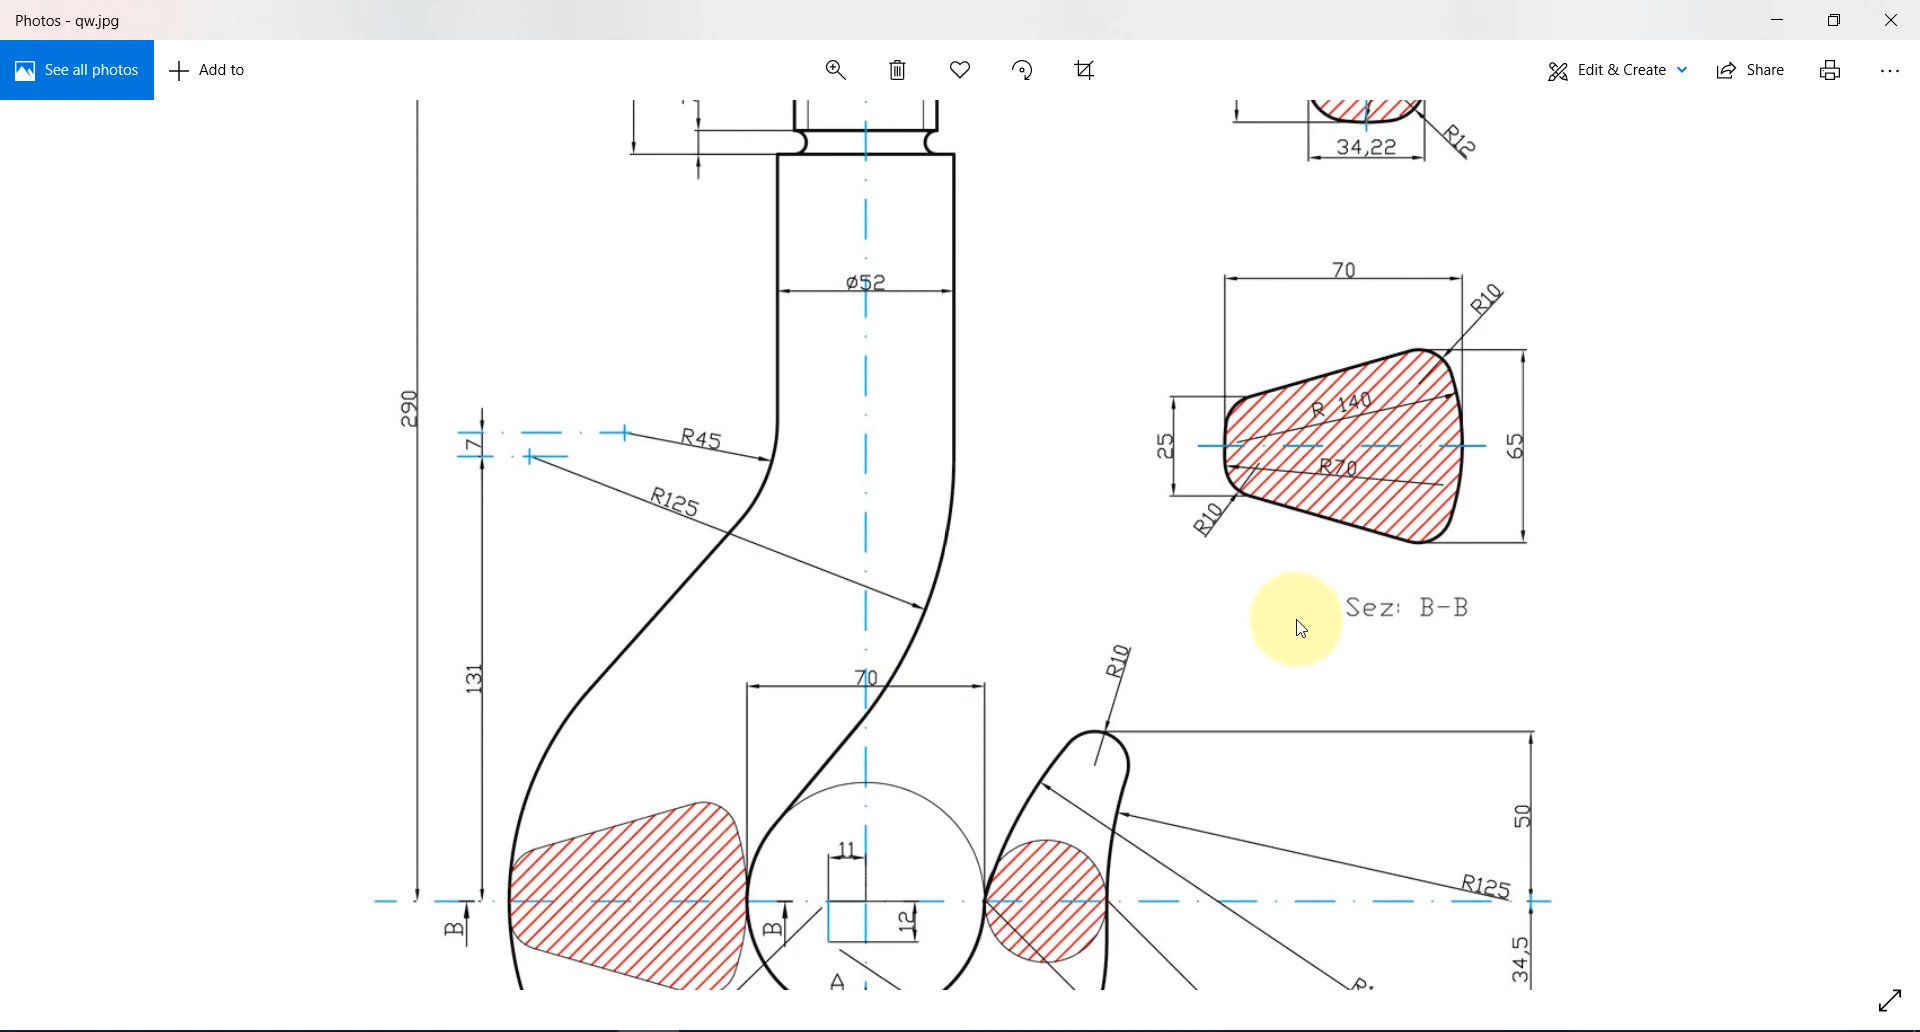 Photos - qw.jpg
See all photos
Add to
Edit & Create
Share
R12
34,22
ø52
70
R10
290
7
R45
R 140
25
65
R125
R70
R10
131
Sez: B-B
70
R10
50
11
R125
B
B
12
34,5
A